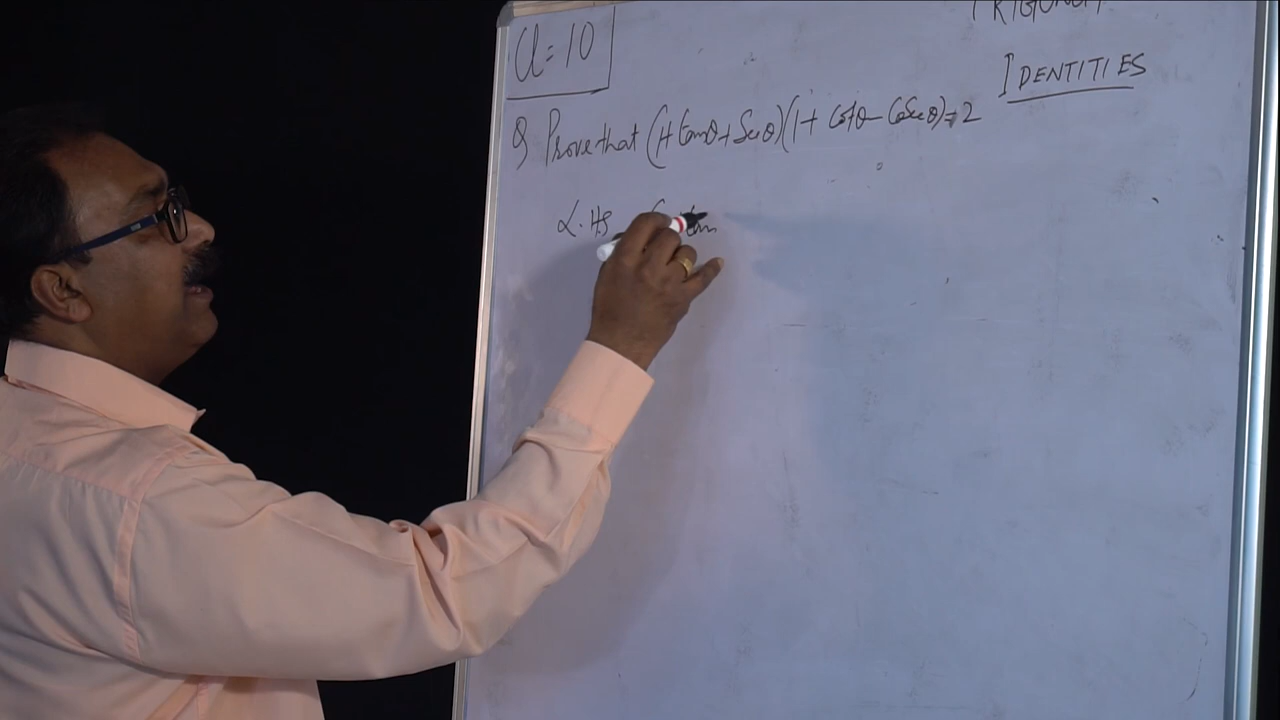 Cl = 10
TRIGONOM
IDENTITIES
Q Prove that (1+tanθ+Secθ)(1+Cotθ-Cosecθ)=2
L.HS